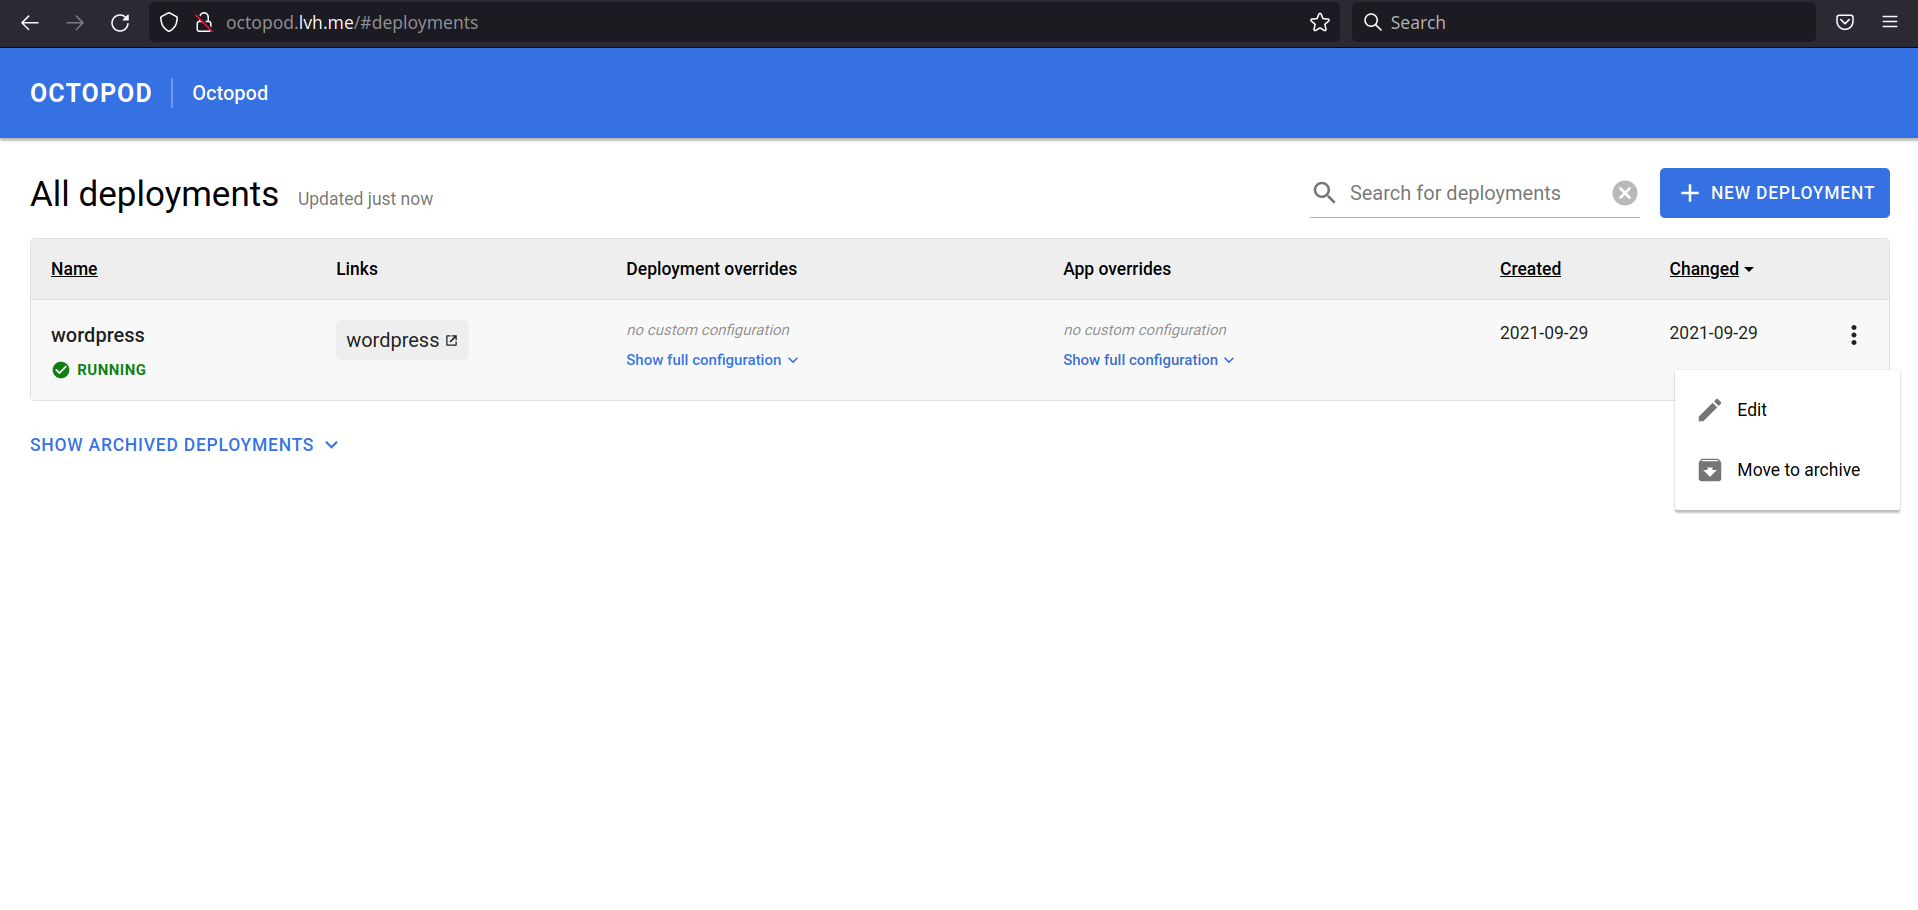 octopod.lvh.me/#deployments
Search
OCTOPOD
Octopod
All deployments
Updated just now
Search for deployments
NEW DEPLOYMENT
Name
Links
Deployment overrides
App overrides
Created
Changed
wordpress
RUNNING
wordpress
no custom configuration
Show full configuration
no custom configuration
Show full configuration
2021-09-29
2021-09-29
Edit
Move to archive
SHOW ARCHIVED DEPLOYMENTS